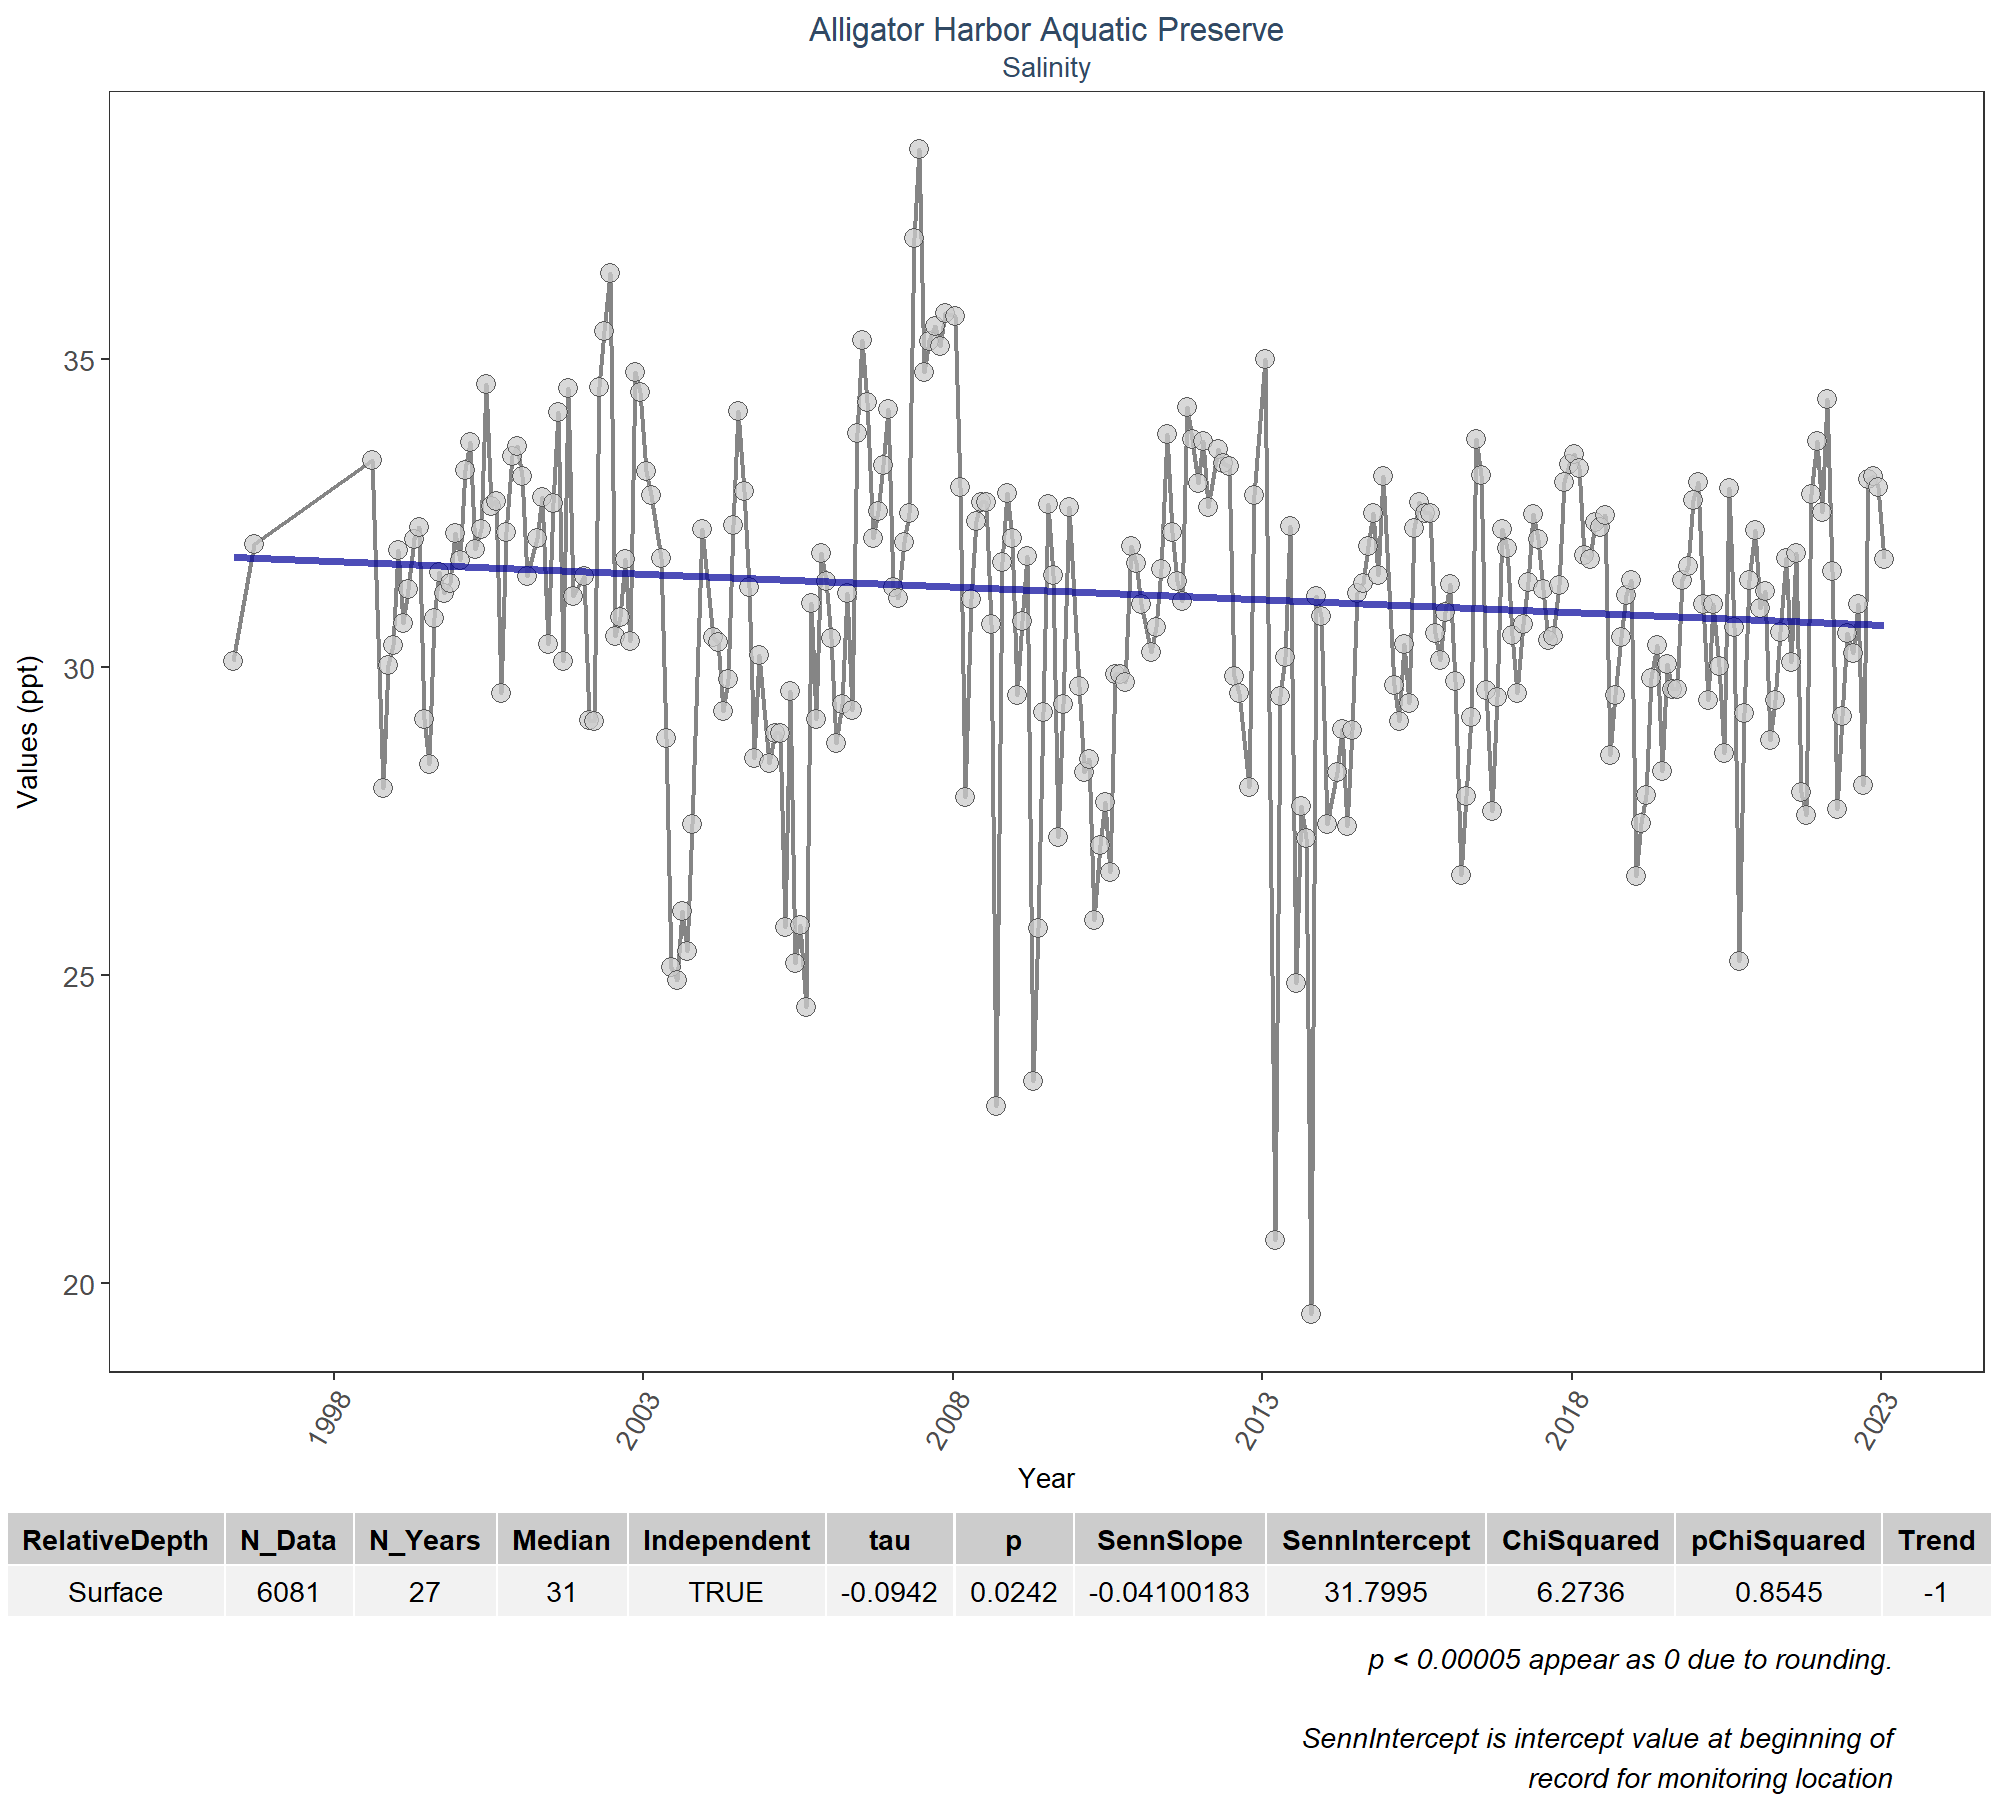 Alligator Harbor Aquatic Preserve
Salinity
Values (ppt)
35
30
25
20
1998 2003 2008 2013 2018 2023
Year
RelativeDepth N_Data N_Years Median Independent tau p SennSlope SennIntercept ChiSquared pChiSquared Trend
Surface 6081 27 31 TRUE -0.0942 0.0242 -0.04100183 31.7995 6.2736 0.8545 -1
p < 0.00005 appear as 0 due to rounding.
SennIntercept is intercept value at beginning of
record for monitoring location